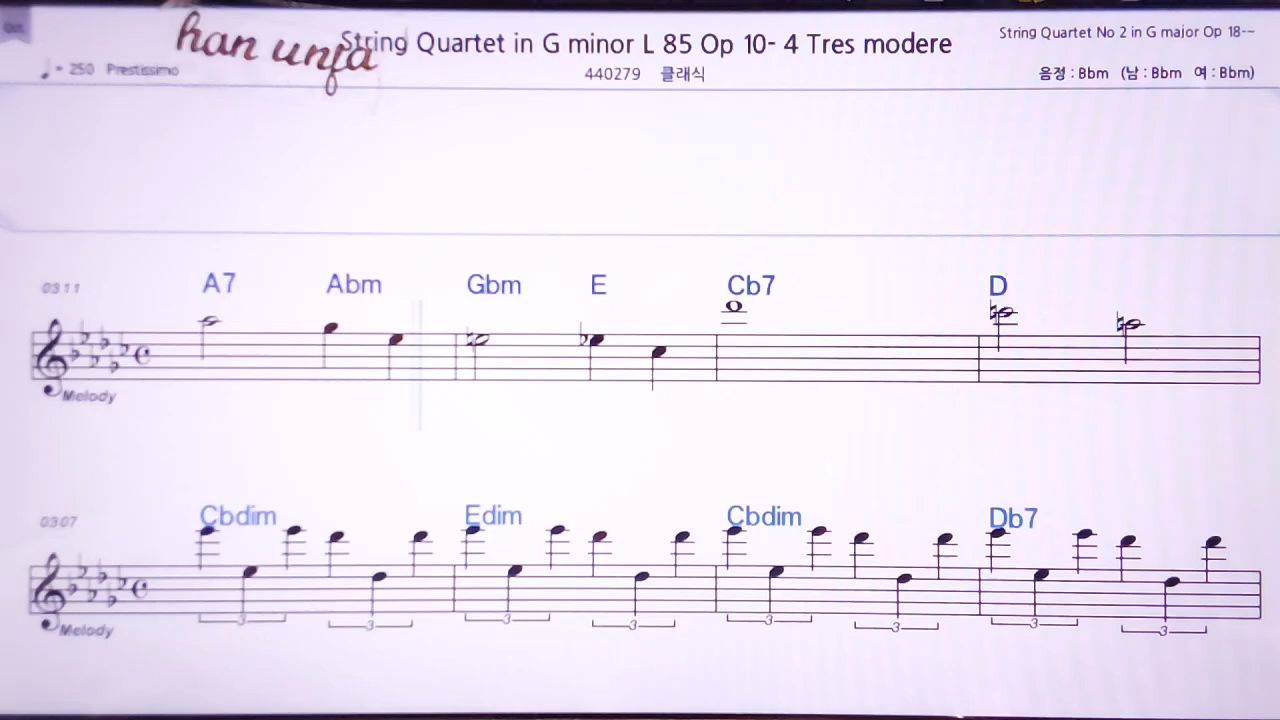 han unfa
String Quartet in G minor L 85 Op 10- 4 Tres modere
String Quartet No 2 in G major Op 18-~
♩ = 250 Prestissimo
440279 클래식
음정 : Bbm (남 : Bbm 여 : Bbm)
0311
A7 Abm Gbm E Cb7 D
Melody
0307
Cbdim Edim Cbdim Db7
3 3 3 3 3 3 3 3
Melody